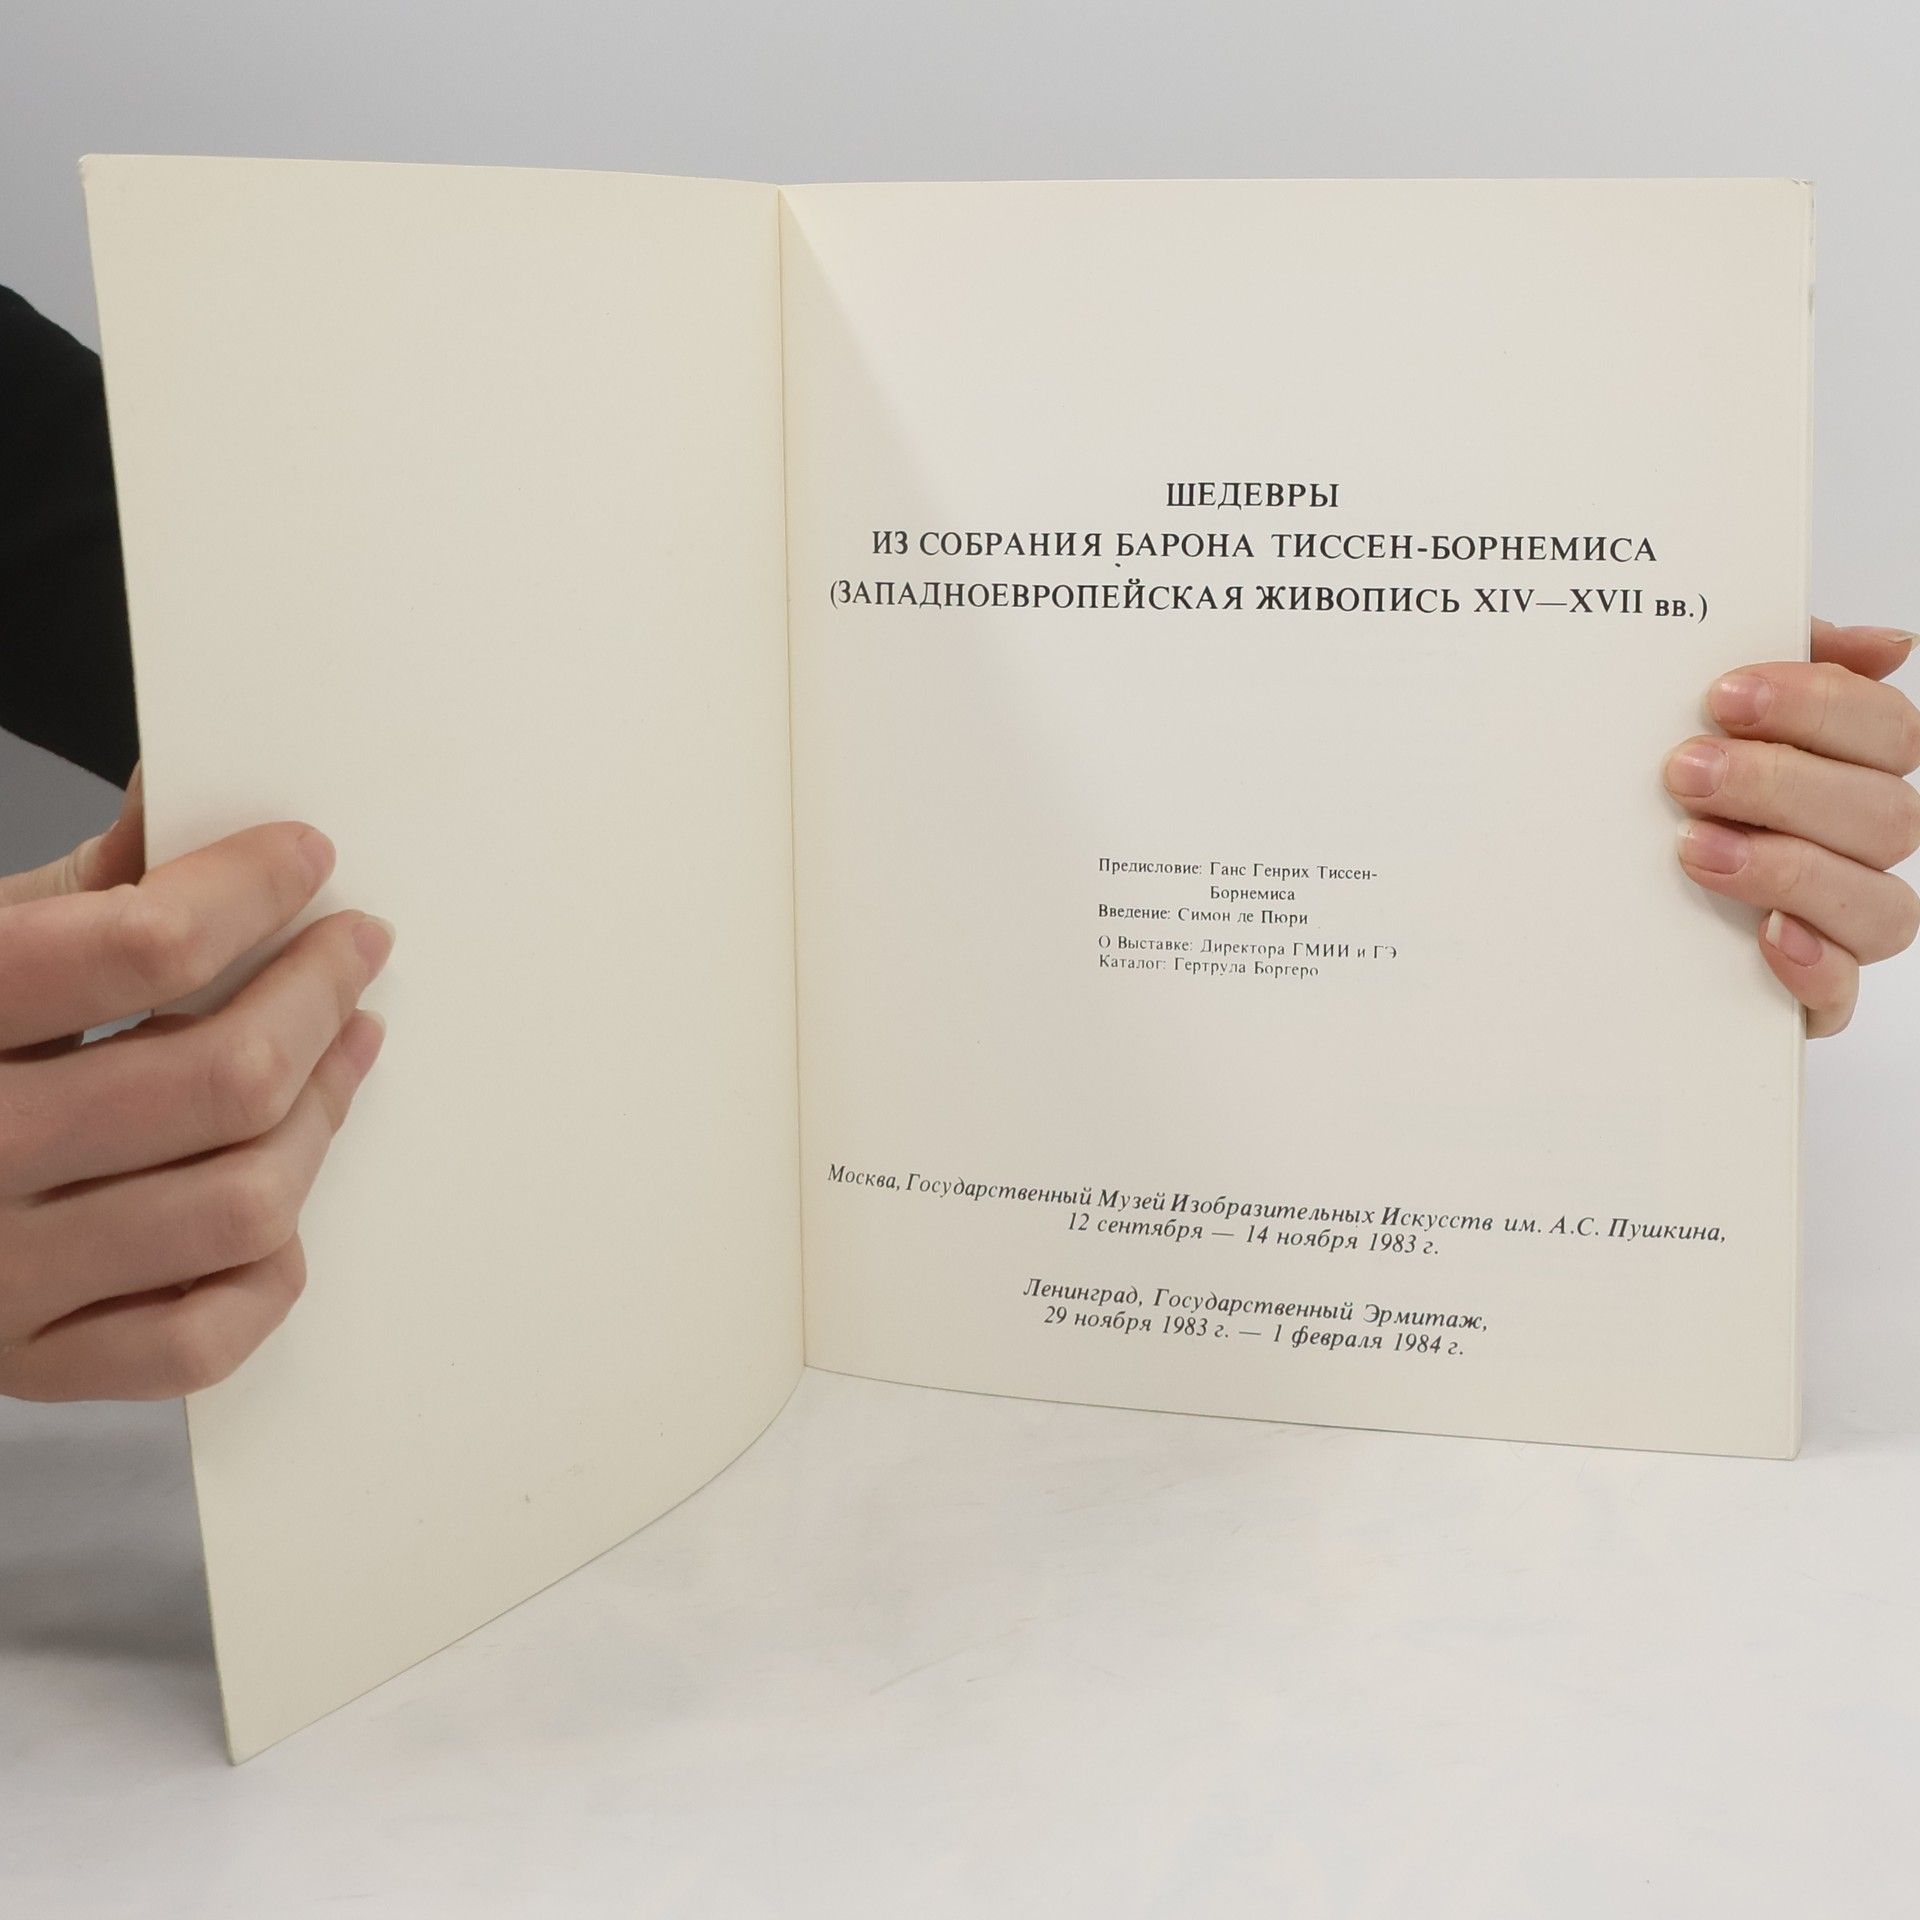 ШЕДЕВРЫ
ИЗ СОБРАНИЯ БАРОНА ТИССЕН-БОРНЕМИСА
(ЗАПАДНОЕВРОПЕЙСКАЯ ЖИВОПИСЬ XIV—XVII вв.)
Предисловие: Ганс Генрих Тиссен-
Борнемиса
Введение: Симон ле Пюри
О Выставке: Директора ГМИИ и ГЭ
Каталог: Гертруда Боргеро
Москва, Государственный Музей Изобразительных Искусств им. А.С. Пушкина,
12 сентября — 14 ноября 1983 г.
Ленинград, Государственный Эрмитаж,
29 ноября 1983 г. — 1 февраля 1984 г.